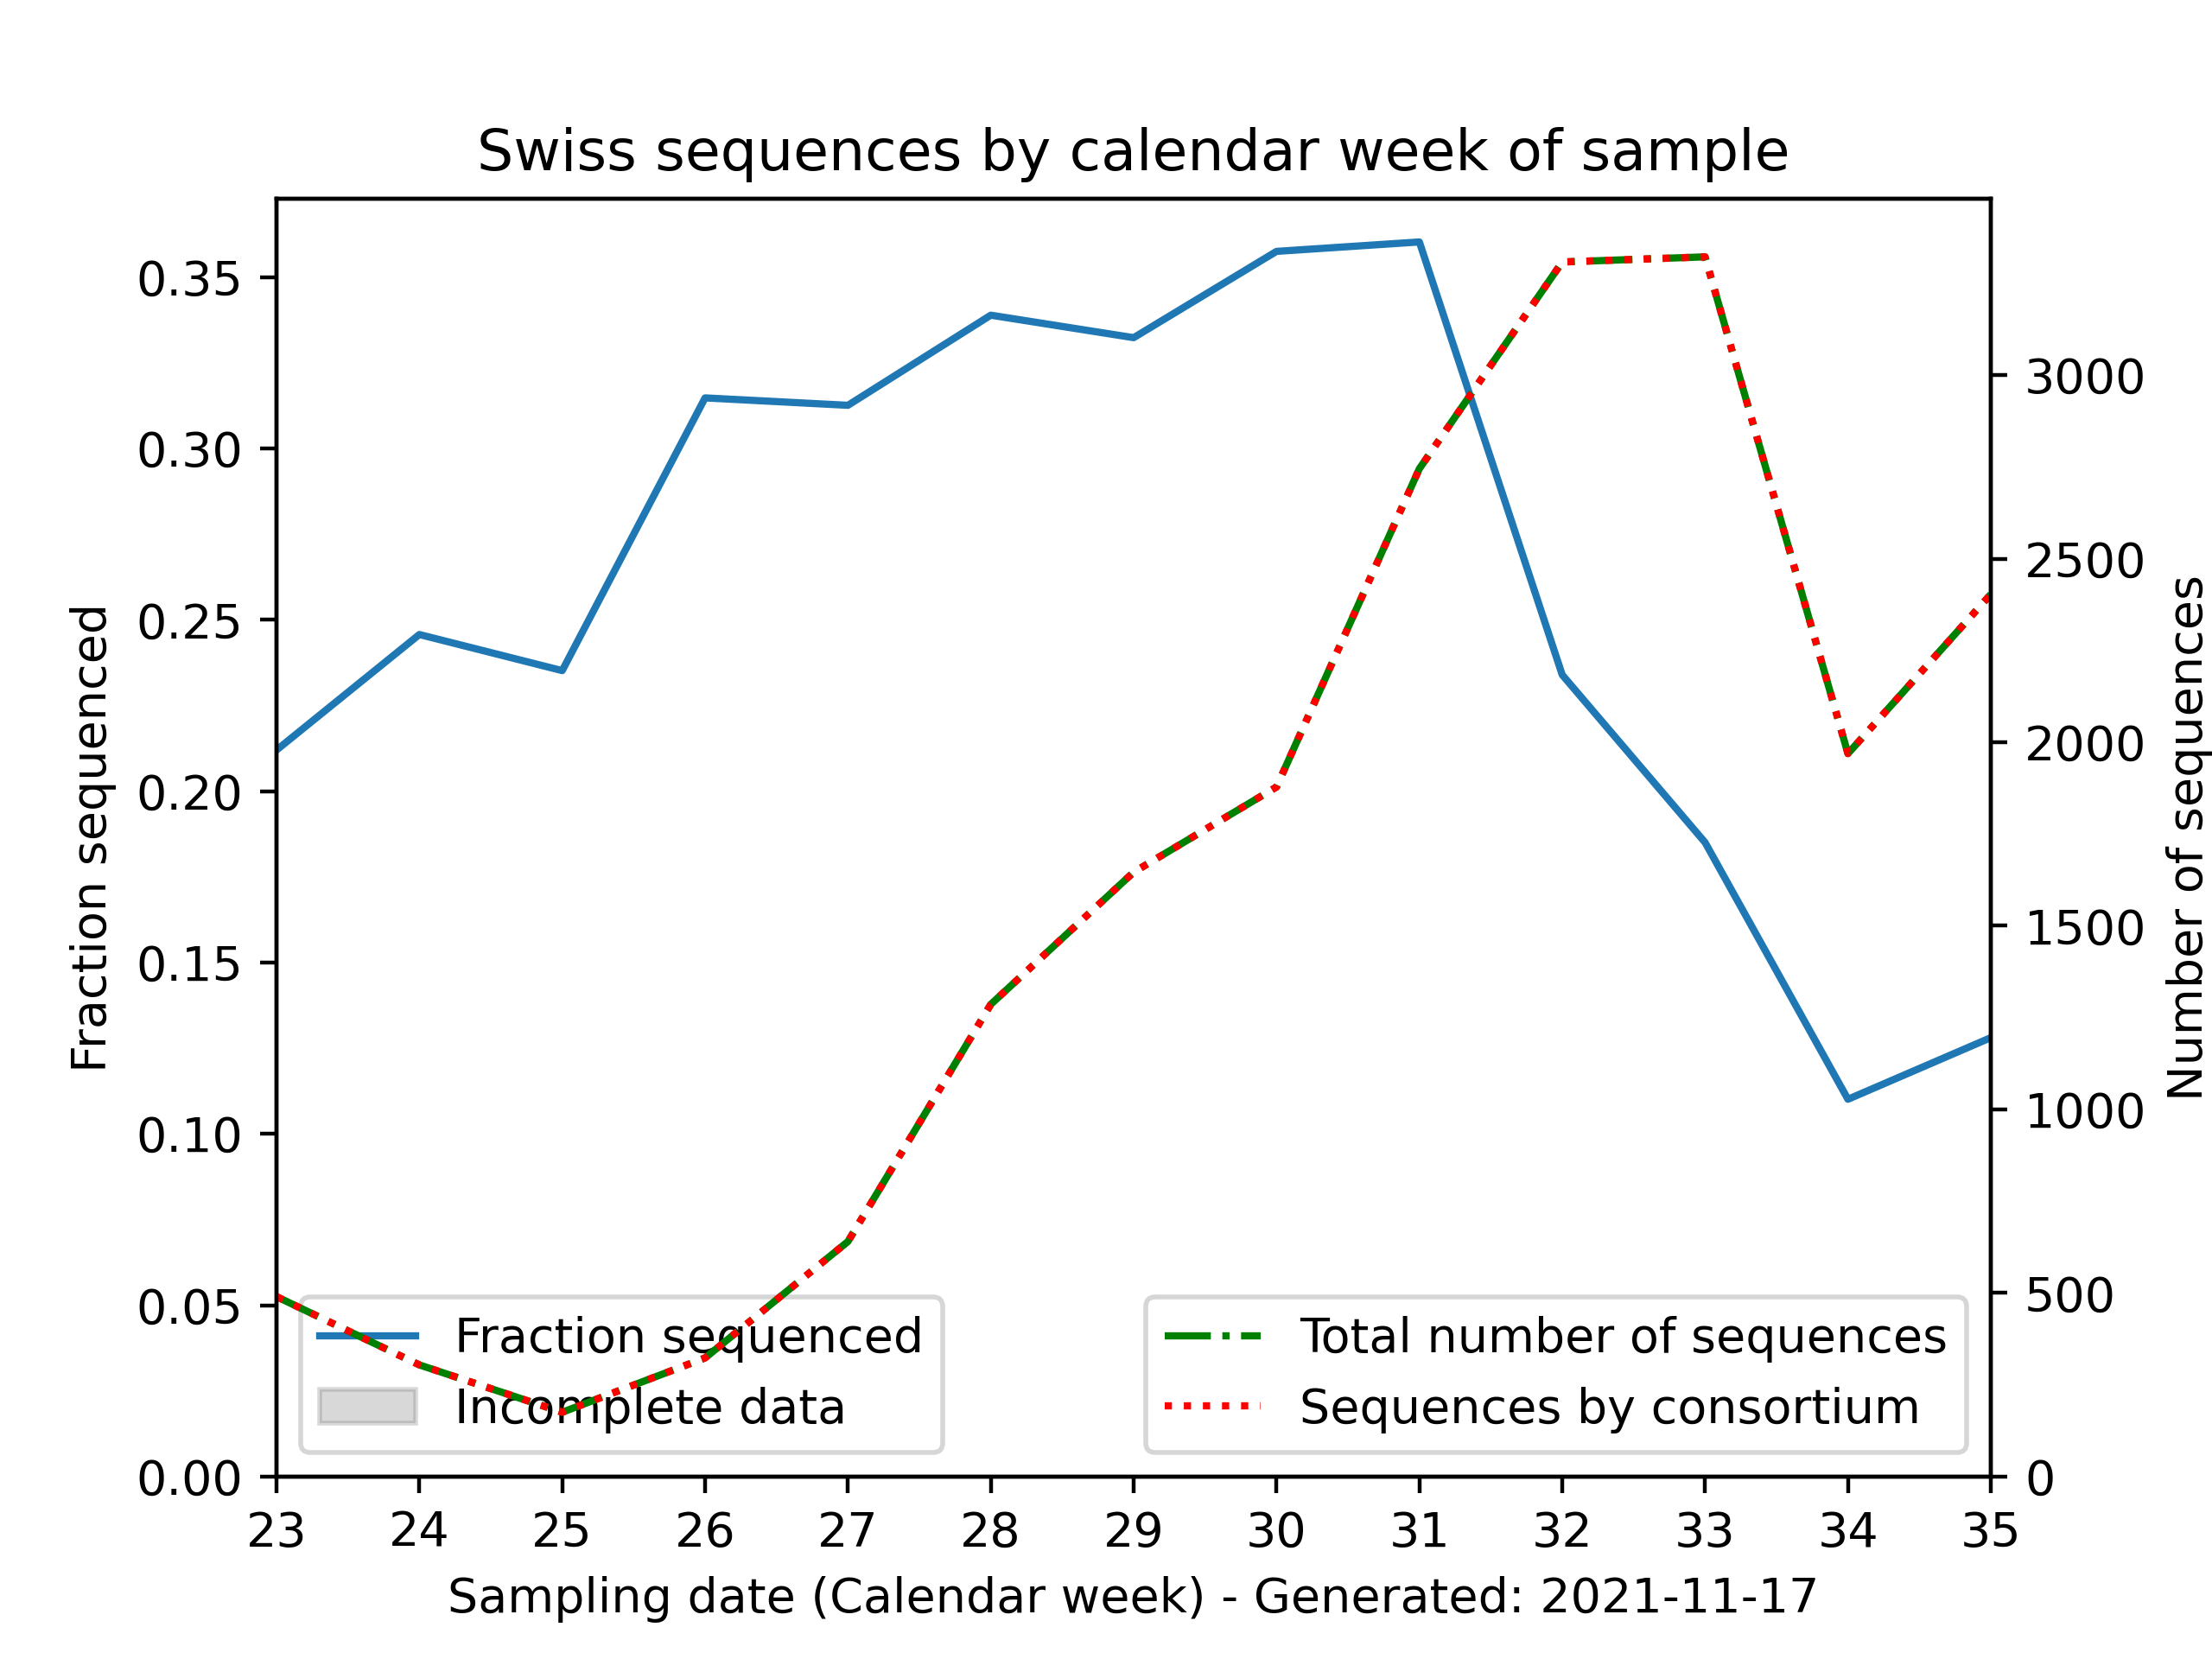 Swiss sequences by calendar week of sample
0.35
0.30
0.25
0.20
0.15
0.10
0.05
0.00
Fraction sequenced
3000
2500
2000
1500
1000
500
0
Number of sequences
Fraction sequenced
Incomplete data
Total number of sequences
Sequences by consortium
23 24 25 26 27 28 29 30 31 32 33 34 35
Sampling date (Calendar week) - Generated: 2021-11-17